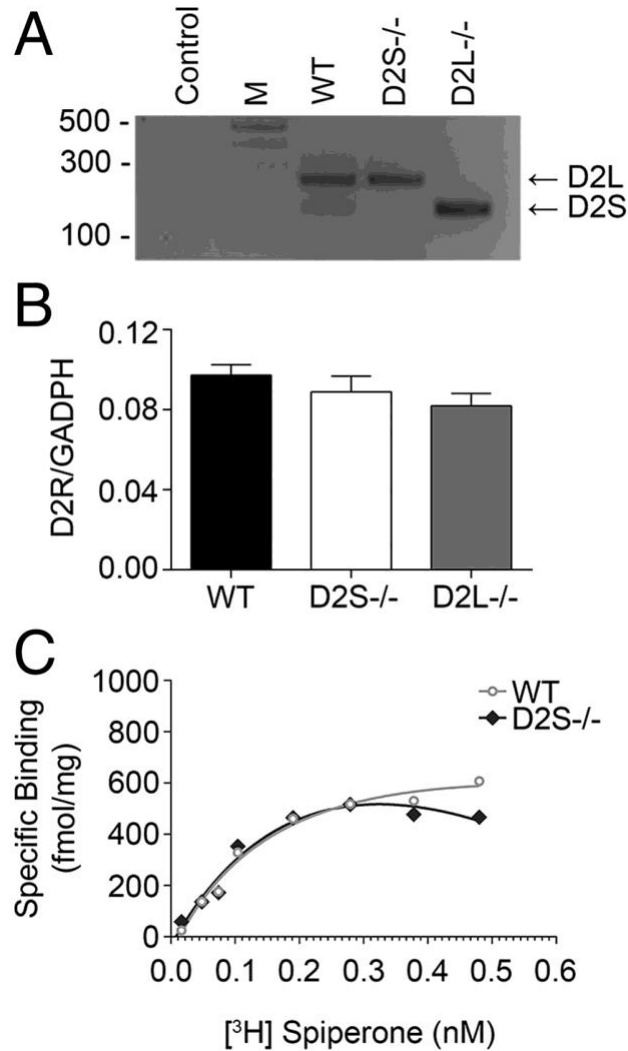 A
Control
M
WT
D2S-/-
D2L-/-
500 -
300 -
100 -
← D2L
← D2S
B
D2R/GADPH
0.12
0.08
0.04
0.00
WT
D2S-/-
D2L-/-
C
Specific Binding
(fmol/mg)
1000
800
600
400
200
0
WT
D2S-/-
0.0
0.1
0.2
0.3
0.4
0.5
0.6
[³H] Spiperone (nM)